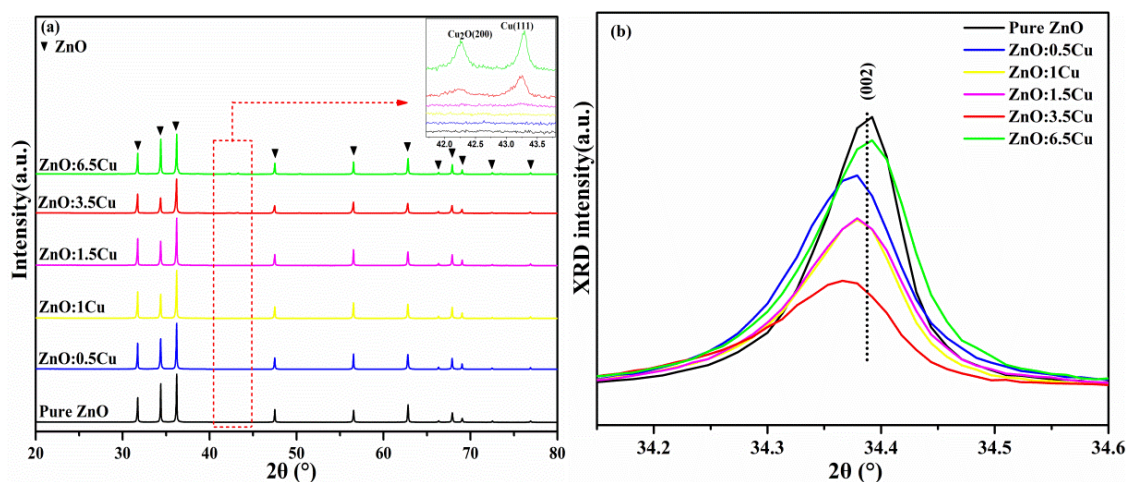 (a)
▼ ZnO
Cu₂O(200)
Cu(111)
42.0 42.5 43.0 43.5
ZnO:6.5Cu
ZnO:3.5Cu
ZnO:1.5Cu
ZnO:1Cu
ZnO:0.5Cu
Pure ZnO
Intensity(a.u.)
20 30 40 50 60 70 80
2θ (°)
(b)
(002)
Pure ZnO
ZnO:0.5Cu
ZnO:1Cu
ZnO:1.5Cu
ZnO:3.5Cu
ZnO:6.5Cu
XRD intensity(a.u.)
34.2 34.3 34.4 34.5 34.6
2θ (°)